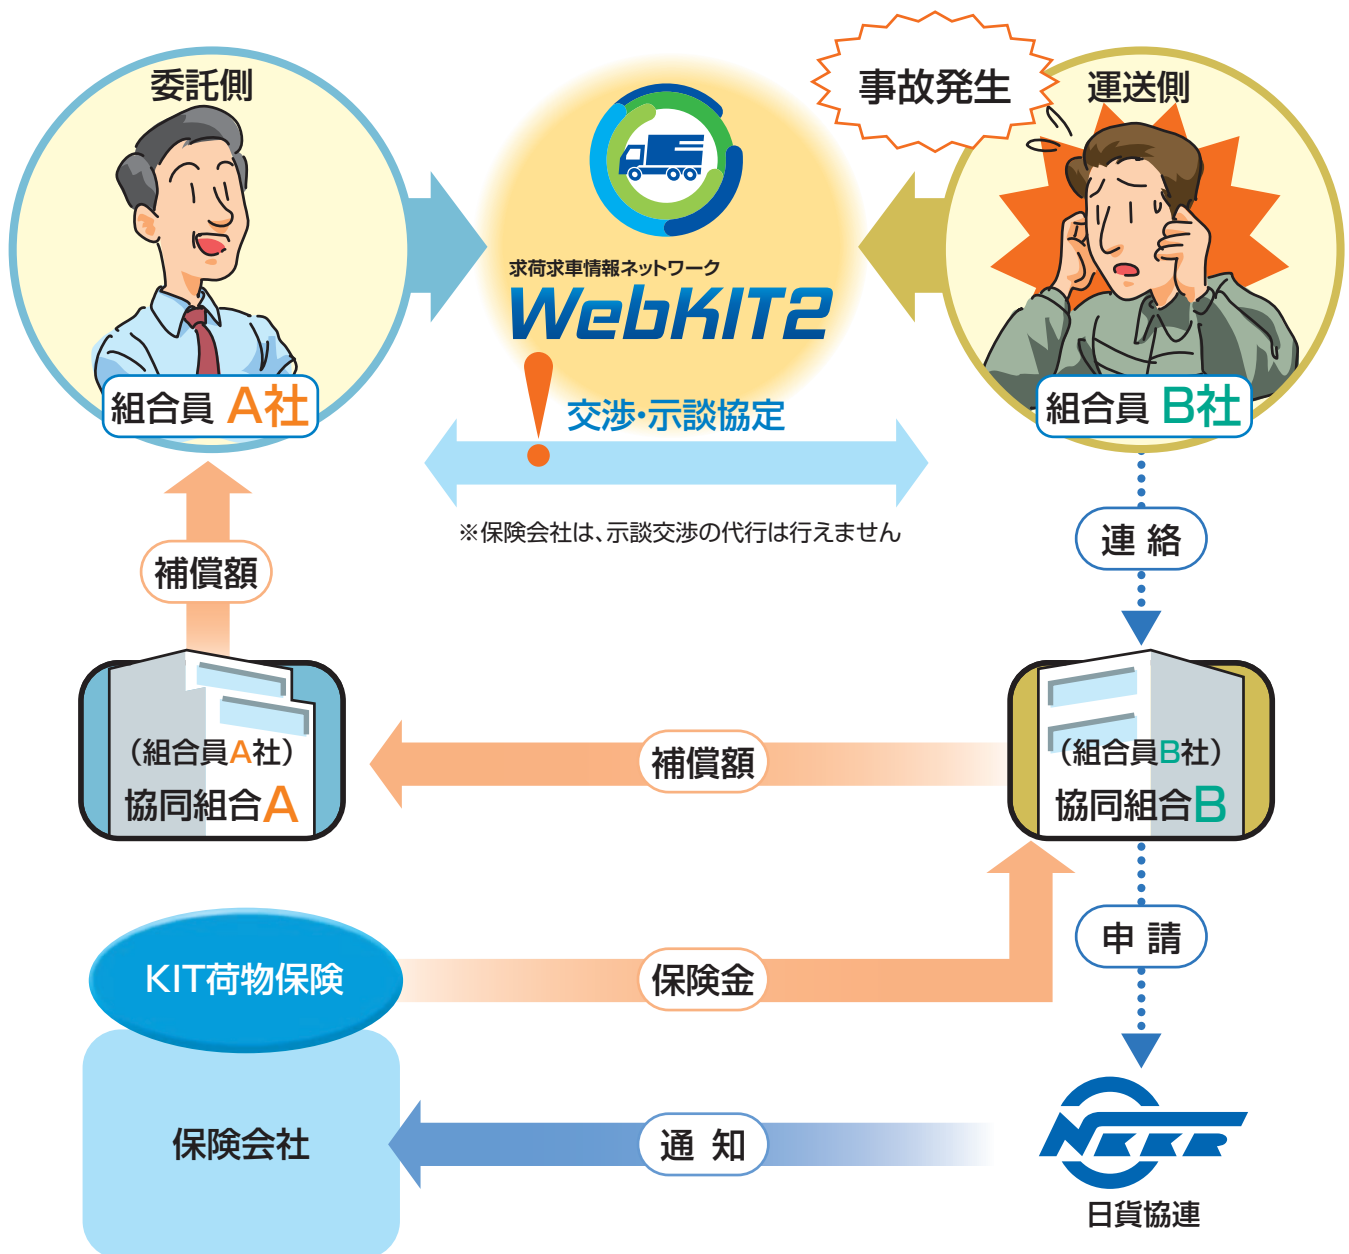 委託側
事故発生
運送側
求荷求車情報ネットワーク
WebKIT2
組合員 A社
交渉・示談協定
組合員 B社
※保険会社は、示談交渉の代行は行えません
連絡
補償額
（組合員A社）
協同組合A
補償額
（組合員B社）
協同組合B
KIT荷物保険
保険金
申請
保険会社
通知
NKKR
日貨協連